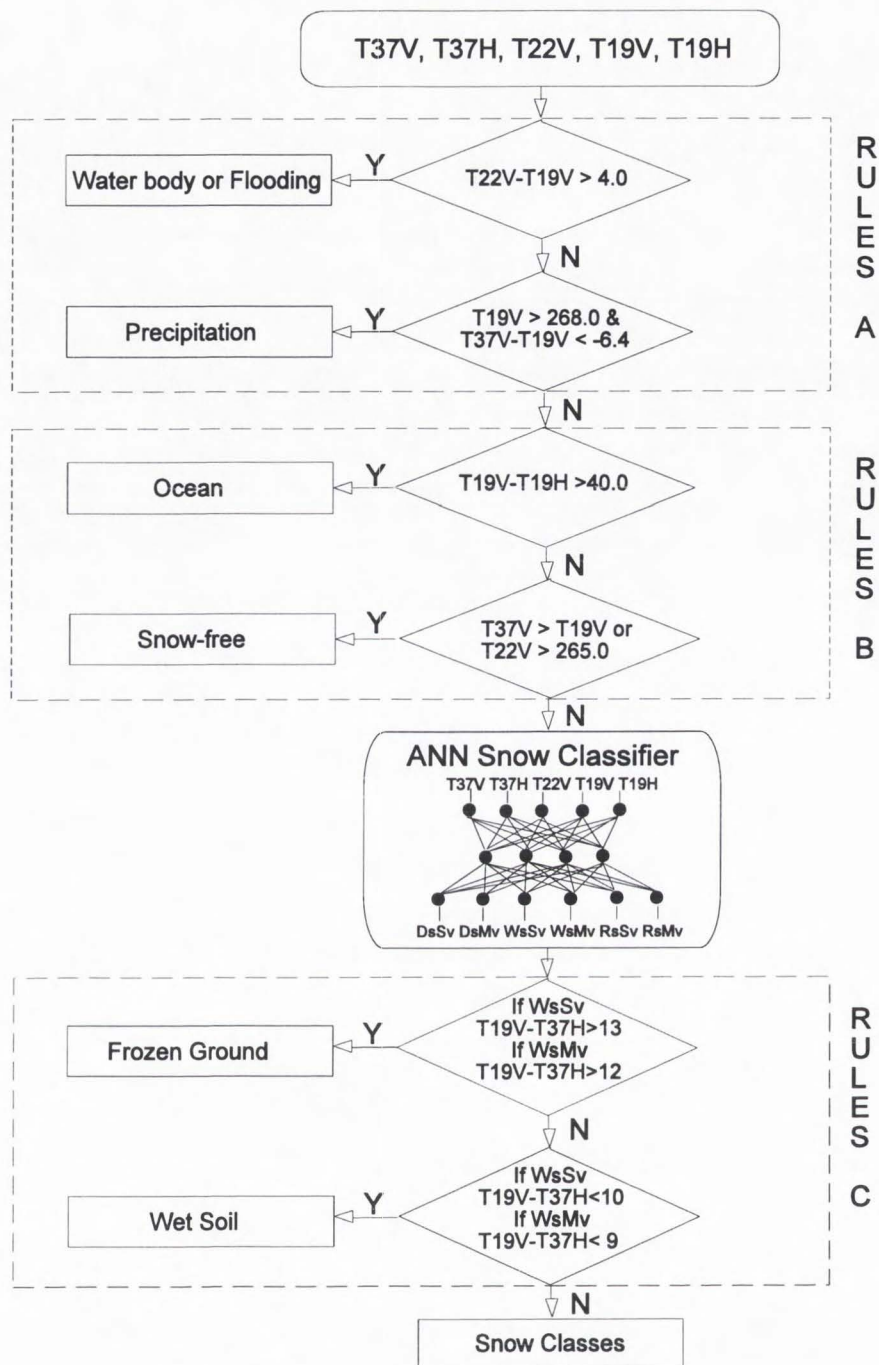 T37V, T37H, T22V, T19V, T19H
Y
Water body or Flooding
T22V-T19V > 4.0
N
Y
Precipitation
T19V > 268.0 &
T37V-T19V < -6.4
RULES A
N
Y
Ocean
T19V-T19H >40.0
N
Y
Snow-free
T37V > T19V or
T22V > 265.0
RULES B
N
ANN Snow Classifier
T37V T37H T22V T19V T19H
DsSv DsMv WsSv WsMv RsSv RsMv
Y
Frozen Ground
If WsSv
T19V-T37H>13
If WsMv
T19V-T37H>12
N
Y
Wet Soil
If WsSv
T19V-T37H<10
If WsMv
T19V-T37H< 9
RULES C
N
Snow Classes